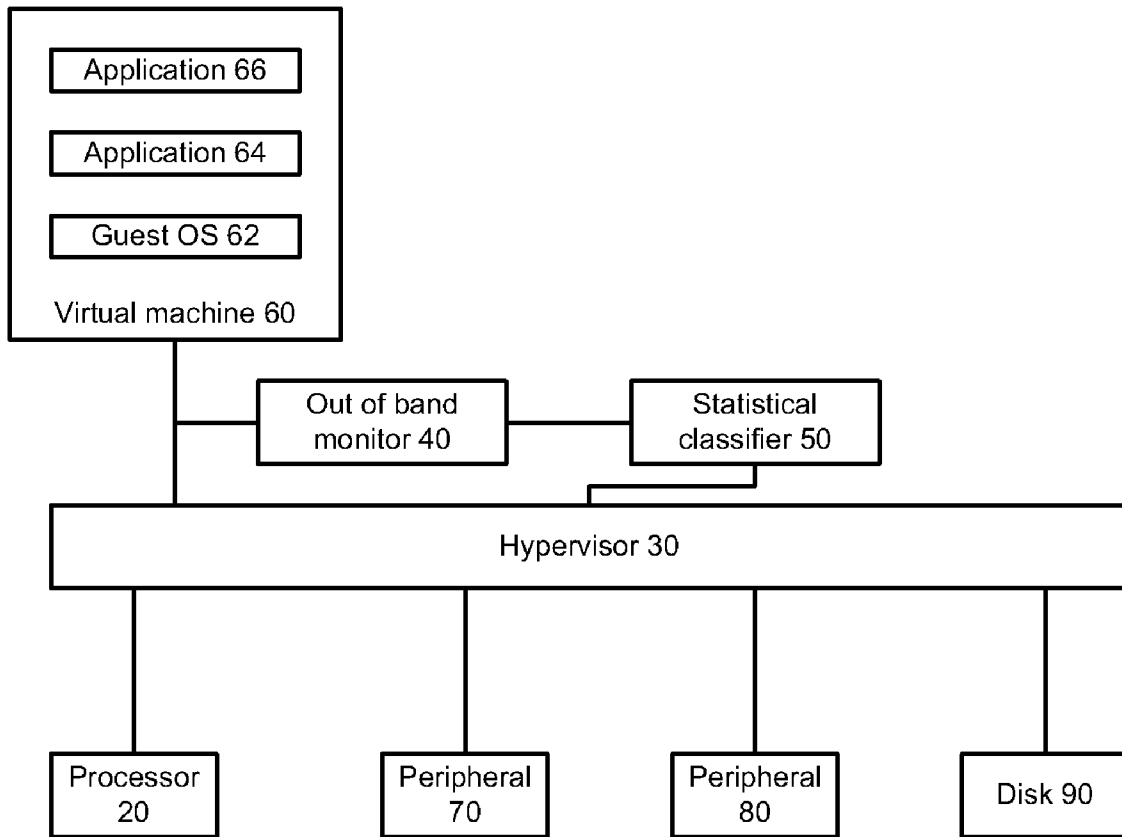 Application 66
Application 64
Guest OS 62
Virtual machine 60
Out of band
monitor 40
Statistical
classifier 50
Hypervisor 30
Processor
20
Peripheral
70
Peripheral
80
Disk 90